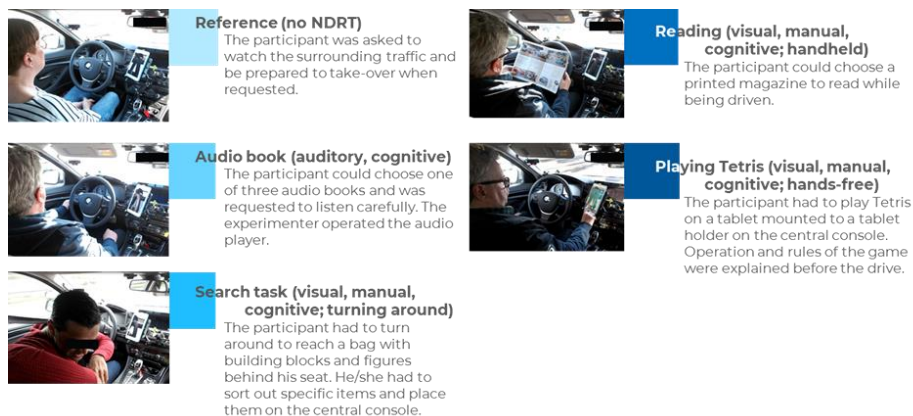 Reference (no NDRT)
The participant was asked to
watch the surrounding traffic and
be prepared to take-over when
requested.
Audio book (auditory, cognitive)
The participant could choose one
of three audio books and was
requested to listen carefully. The
experimenter operated the audio
player.
Search task (visual, manual,
cognitive; turning around)
The participant had to turn
around to reach a bag with
building blocks and figures
behind his seat. He/she had to
sort out specific items and place
them on the central console.
Reading (visual, manual,
cognitive; handheld)
The participant could choose a
printed magazine to read while
being driven.
Playing Tetris (visual, manual,
cognitive; hands-free)
The participant had to play Tetris
on a tablet mounted to a tablet
holder on the central console.
Operation and rules of the game
were explained before the drive.